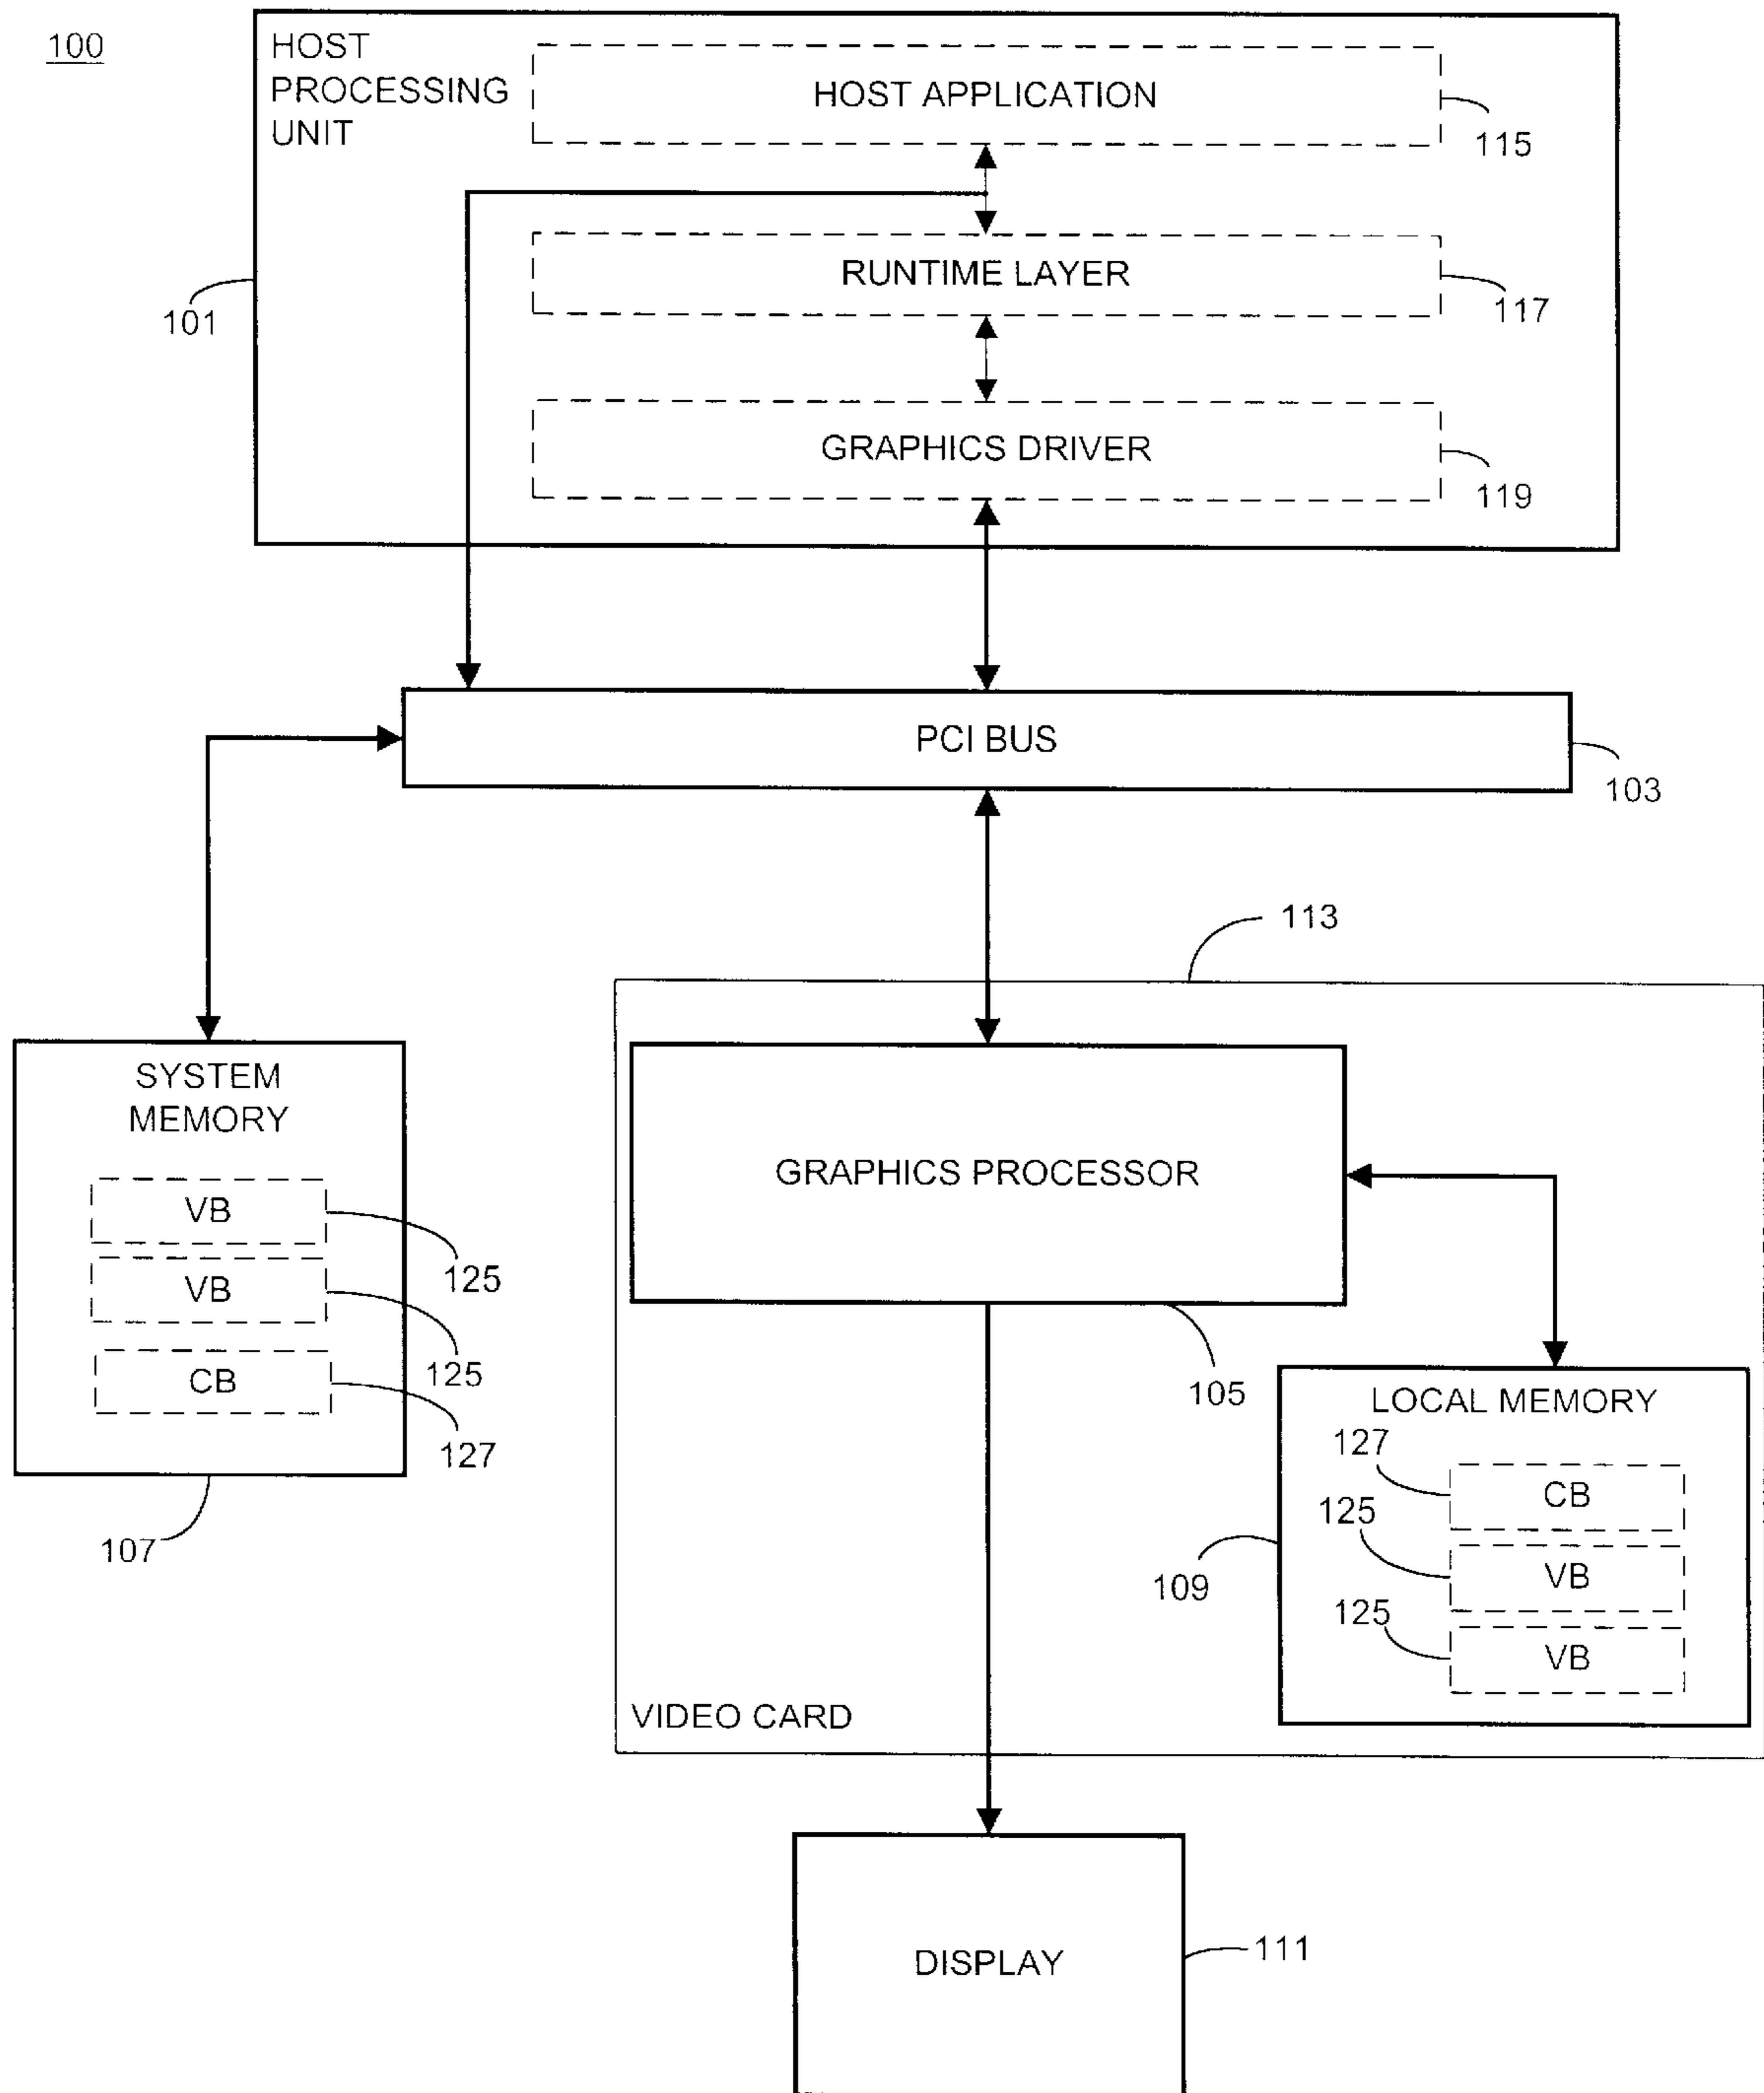 100
HOST
PROCESSING
UNIT
HOST APPLICATION
115
RUNTIME LAYER
117
101
GRAPHICS DRIVER
119
PCI BUS
103
113
SYSTEM
MEMORY
VB
125
VB
125
CB
127
107
GRAPHICS PROCESSOR
105
LOCAL MEMORY
127
CB
125
VB
109
125
VB
VIDEO CARD
DISPLAY
111